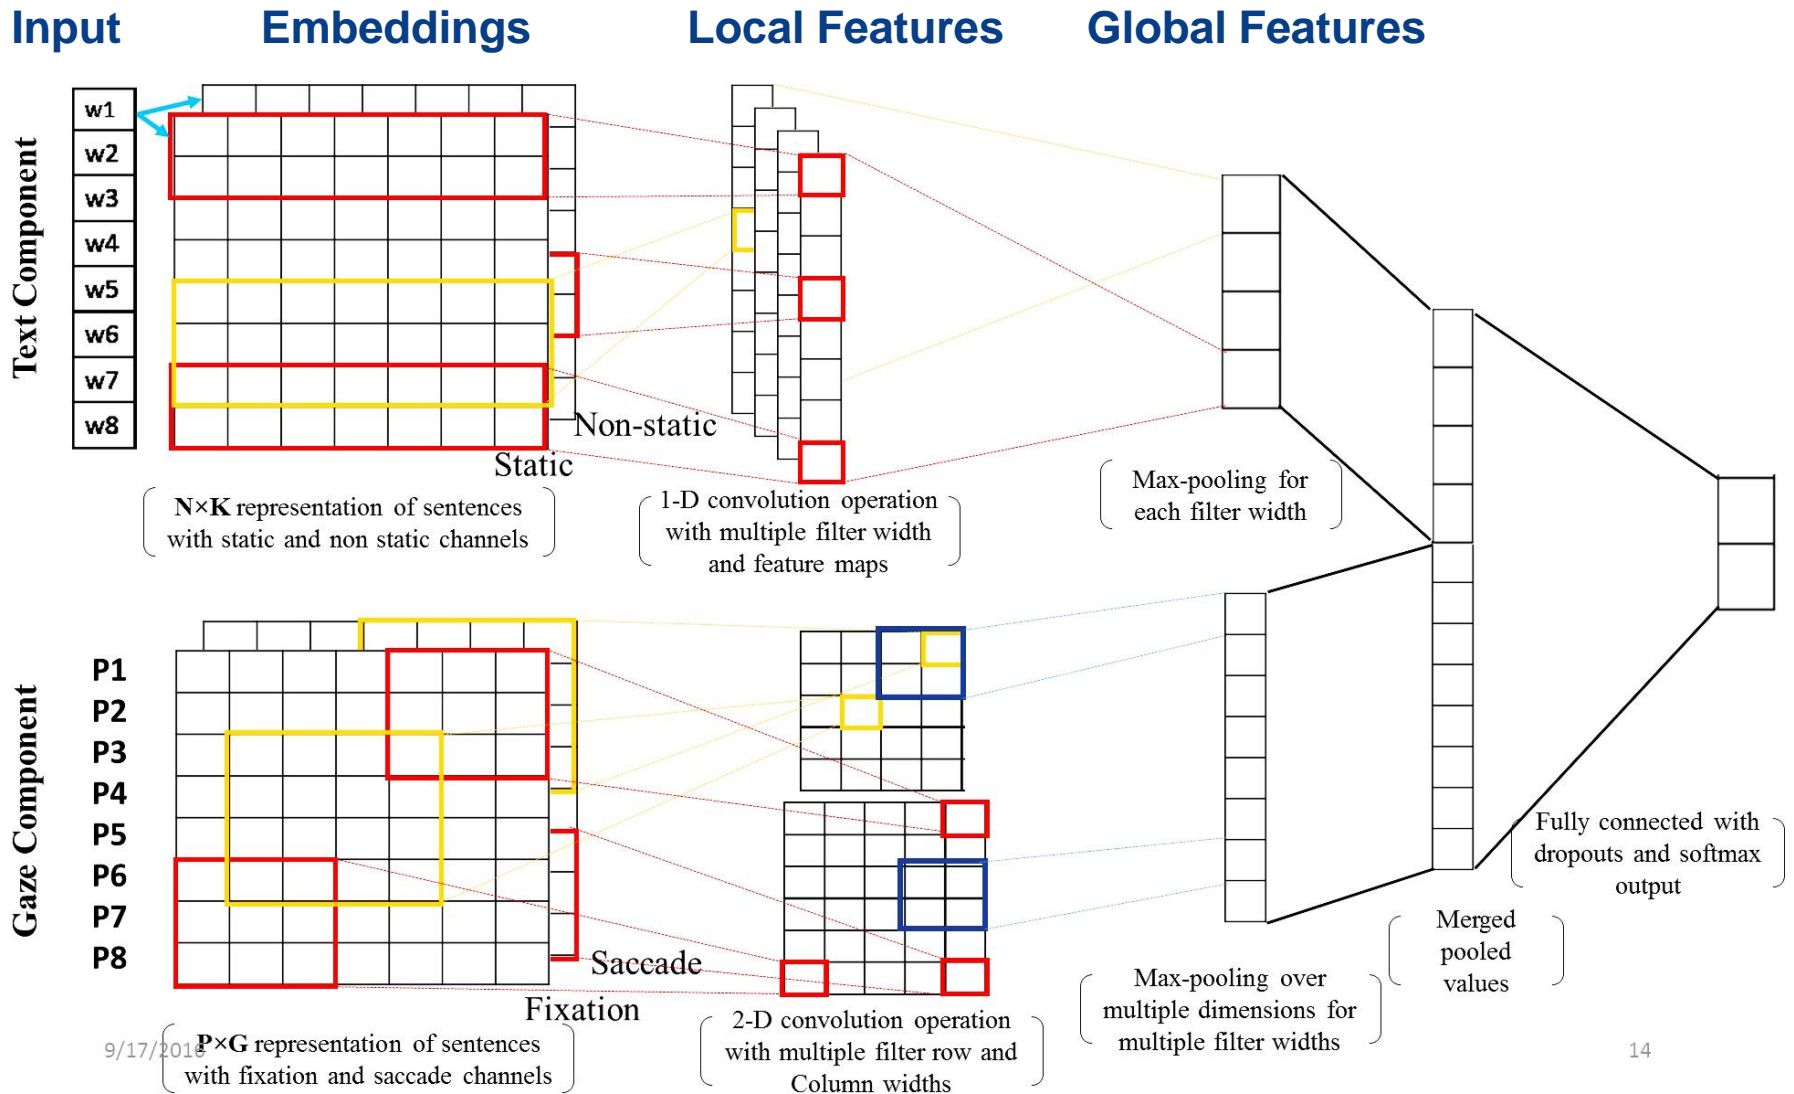 Input
Embeddings
Local Features
Global Features
Text Component
w1
w2
w3
w4
w5
w6
w7
w8
Non-static
Static
N×K representation of sentences
with static and non static channels
1-D convolution operation
with multiple filter width
and feature maps
Max-pooling for
each filter width
Gaze Component
P1
P2
P3
P4
P5
P6
P7
P8
Saccade
Fixation
P×G representation of sentences
with fixation and saccade channels
2-D convolution operation
with multiple filter row and
Column widths
Max-pooling over
multiple dimensions for
multiple filter widths
Merged
pooled
values
Fully connected with
dropouts and softmax
output
9/17/2016
14